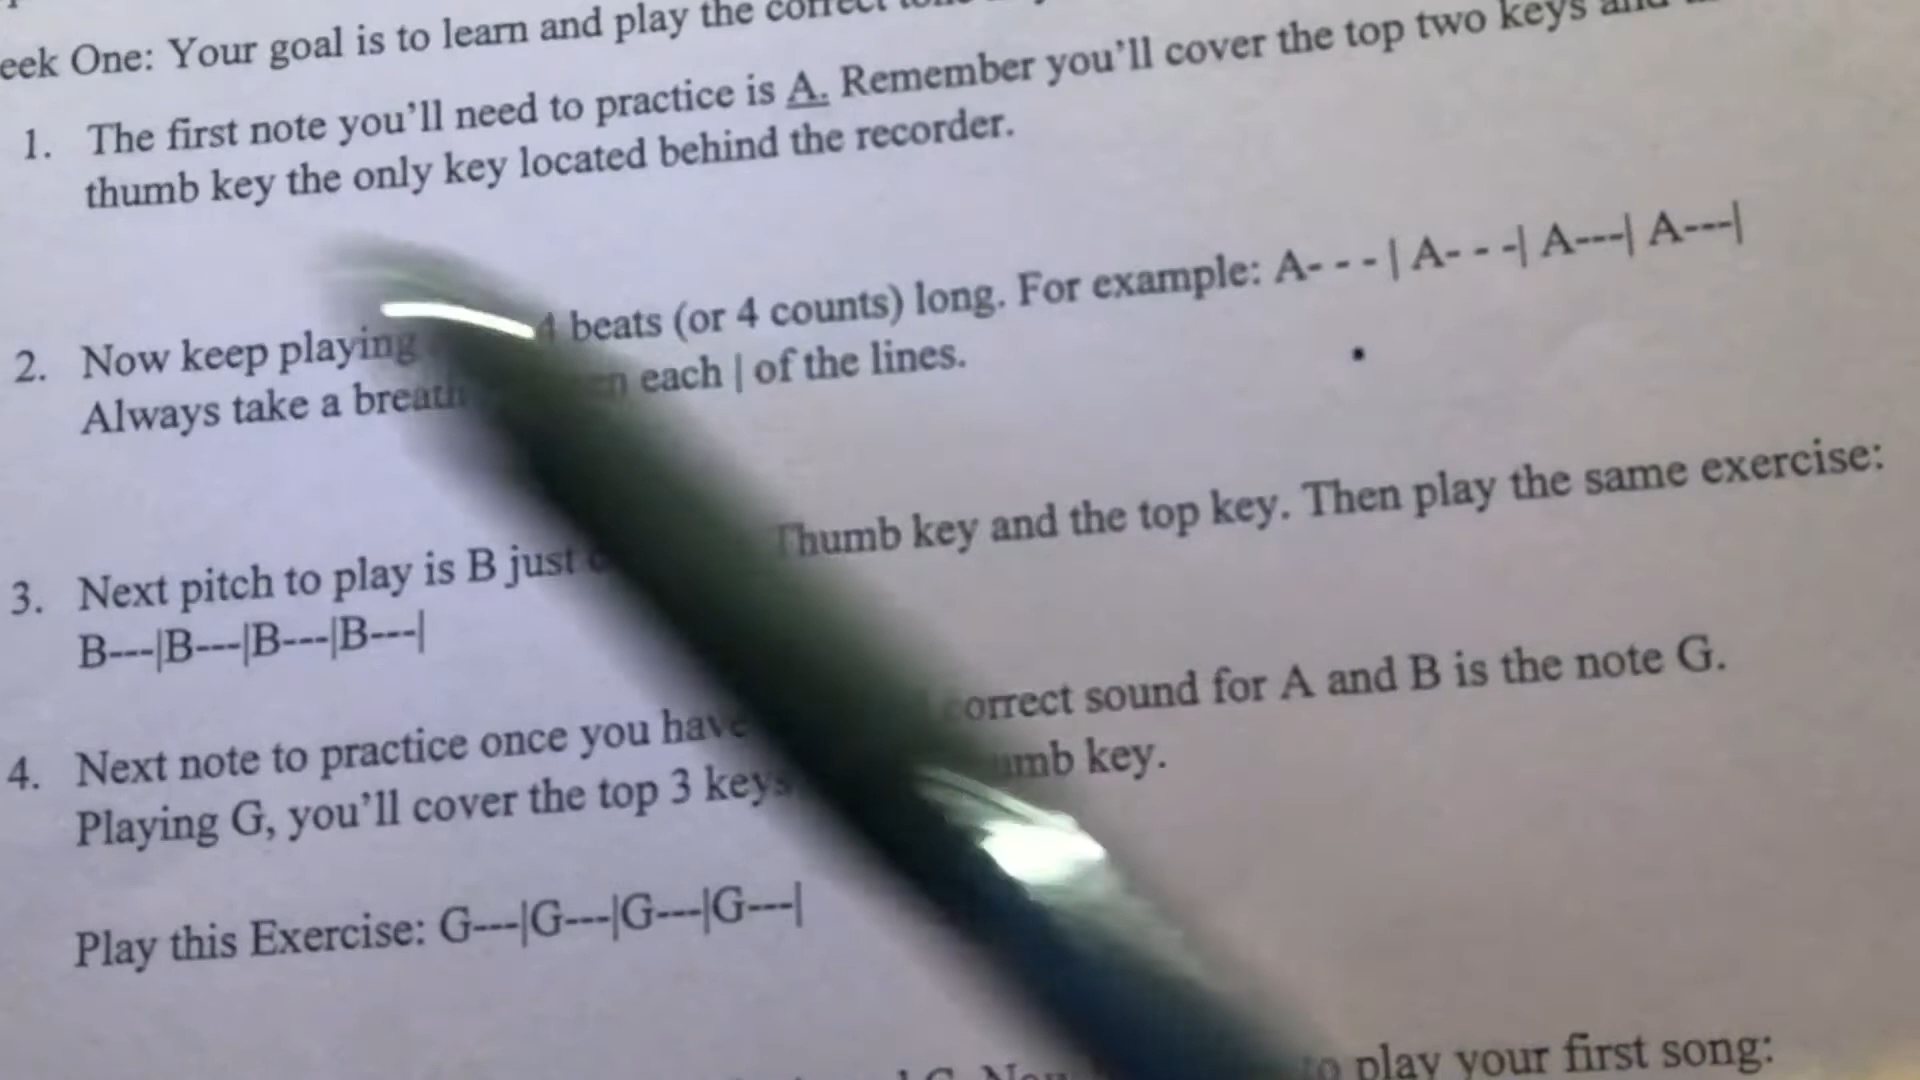 eek One: Your goal is to learn and play the correct
1. The first note you'll need to practice is A. Remember you'll cover the top two keys and
thumb key the only key located behind the recorder.
2. Now keep playing 4 beats (or 4 counts) long. For example: A- - - | A- - -| A---| A---|
Always take a breath each | of the lines.
3. Next pitch to play is B just Thumb key and the top key. Then play the same exercise:
B---|B---|B---|B---|
4. Next note to practice once you have correct sound for A and B is the note G.
Playing G, you'll cover the top 3 keys umb key.
Play this Exercise: G---|G---|G---|G---|
to play your first song: